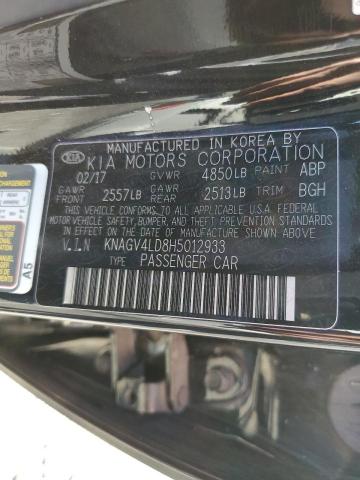 MANUFACTURED IN KOREA BY
KIA KIA MOTORS CORPORATION
02/17 GVWR 4850LB PAINT ABP
GAWR FRONT 2557LB GAWR REAR 2513LB TRIM BGH
THIS VEHICLE CONFORMS TO ALL APPLICABLE U.S.A. FEDERAL
MOTOR VEHICLE SAFETY, BUMPER, AND THEFT PREVENTION STANDARDS
IN EFFECT ON THE DATE OF MANUFACTURE SHOWN ABOVE.
V.I.N KNAGV4LD8H5012933
TYPE PASSENGER CAR
A5